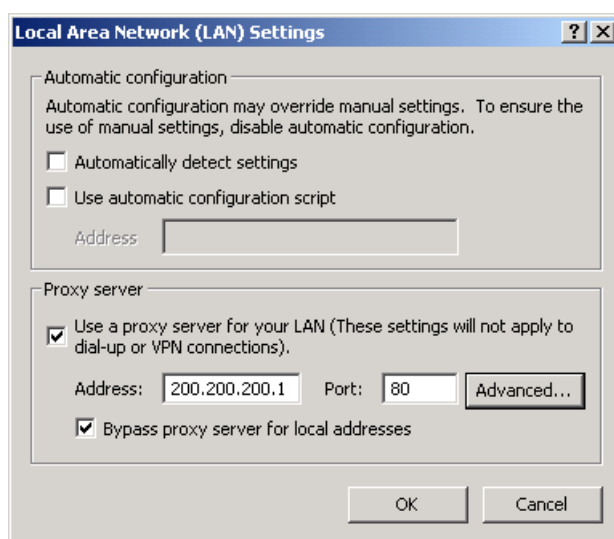 Local Area Network (LAN) Settings
Automatic configuration
Automatic configuration may override manual settings. To ensure the
use of manual settings, disable automatic configuration.
Automatically detect settings
Use automatic configuration script
Address
Proxy server
Use a proxy server for your LAN (These settings will not apply to
dial-up or VPN connections).
Address: 200.200.200.1 Port: 80 Advanced...
Bypass proxy server for local addresses
OK Cancel